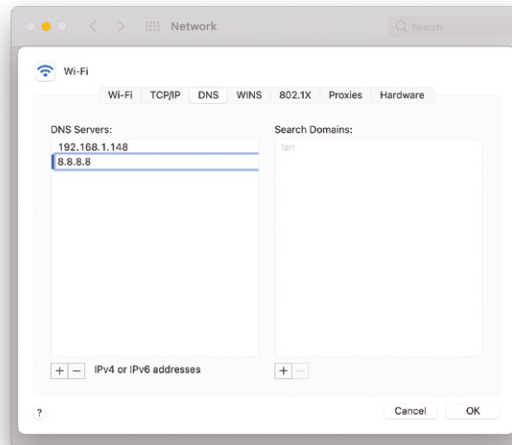 Network
Search
Wi-Fi
Wi-Fi TCP/IP DNS WINS 802.1X Proxies Hardware
DNS Servers:
192.168.1.148
8.8.8.8
Search Domains:
lan
+ − IPv4 or IPv6 addresses
+ −
? Cancel OK